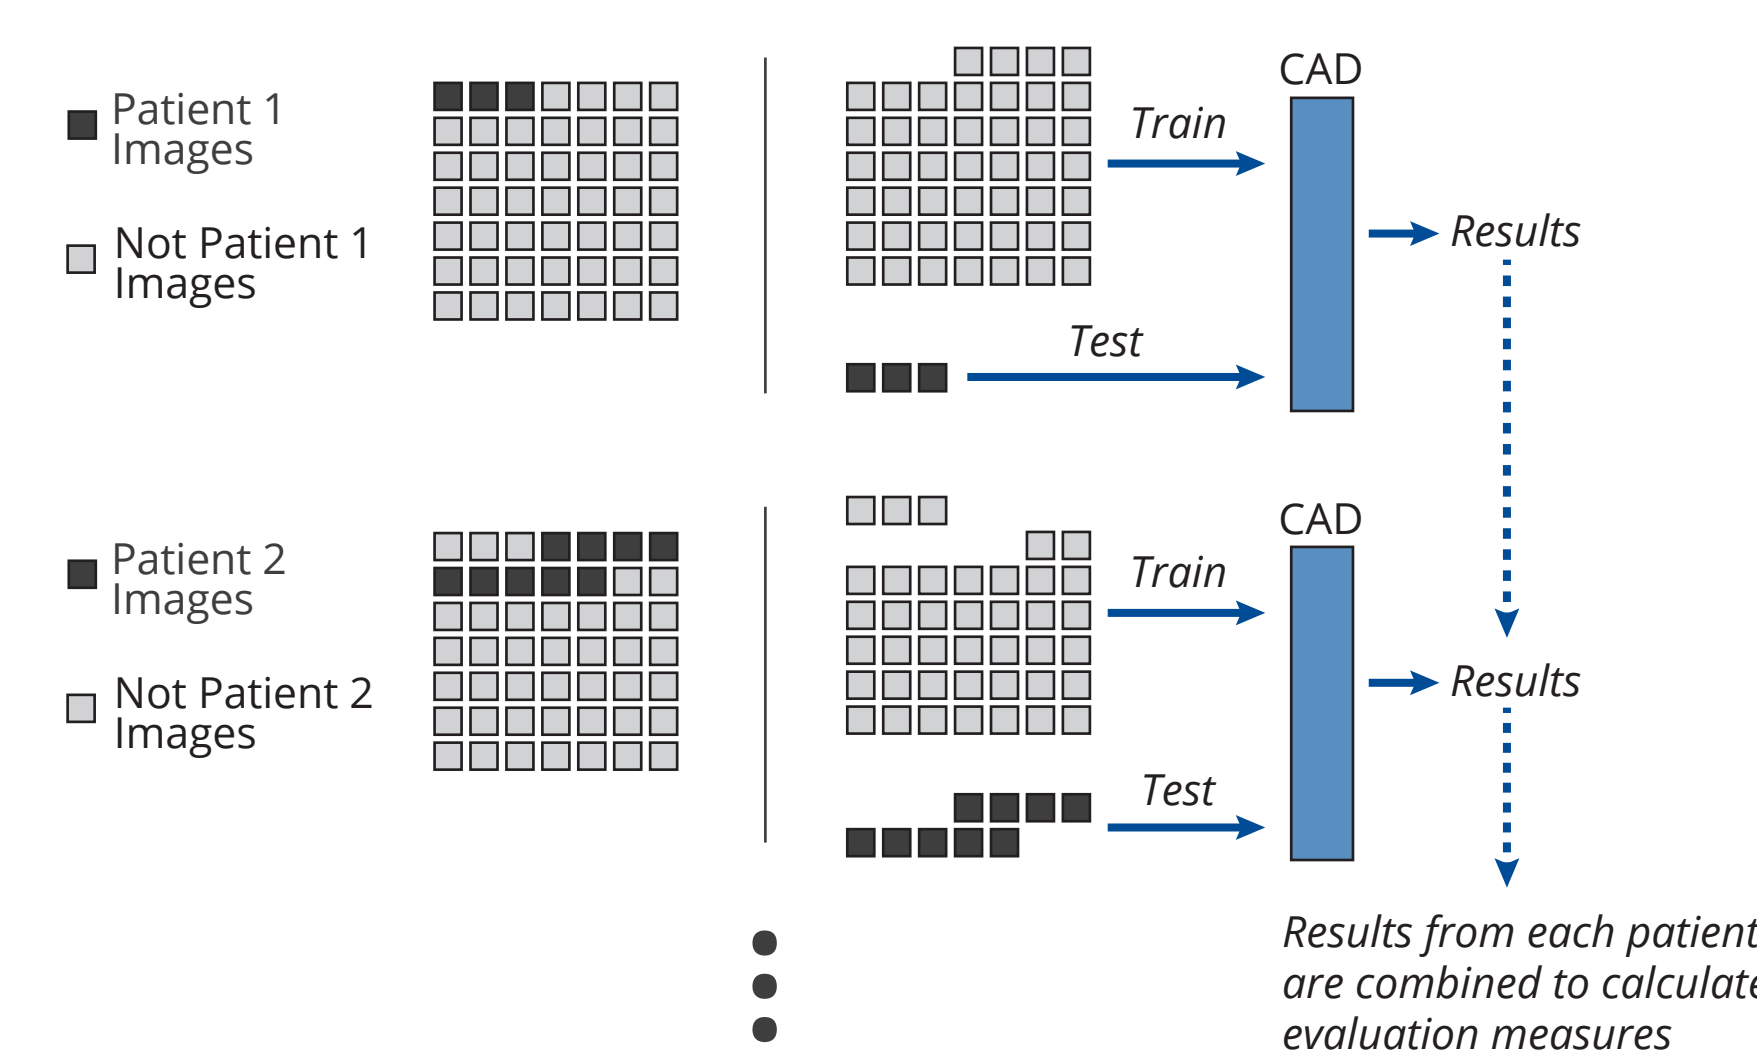 Patient 1
Images
Not Patient 1
Images
Train
Test
CAD
Results
Patient 2
Images
Not Patient 2
Images
Train
Test
CAD
Results
Results from each patient
are combined to calculate
evaluation measures